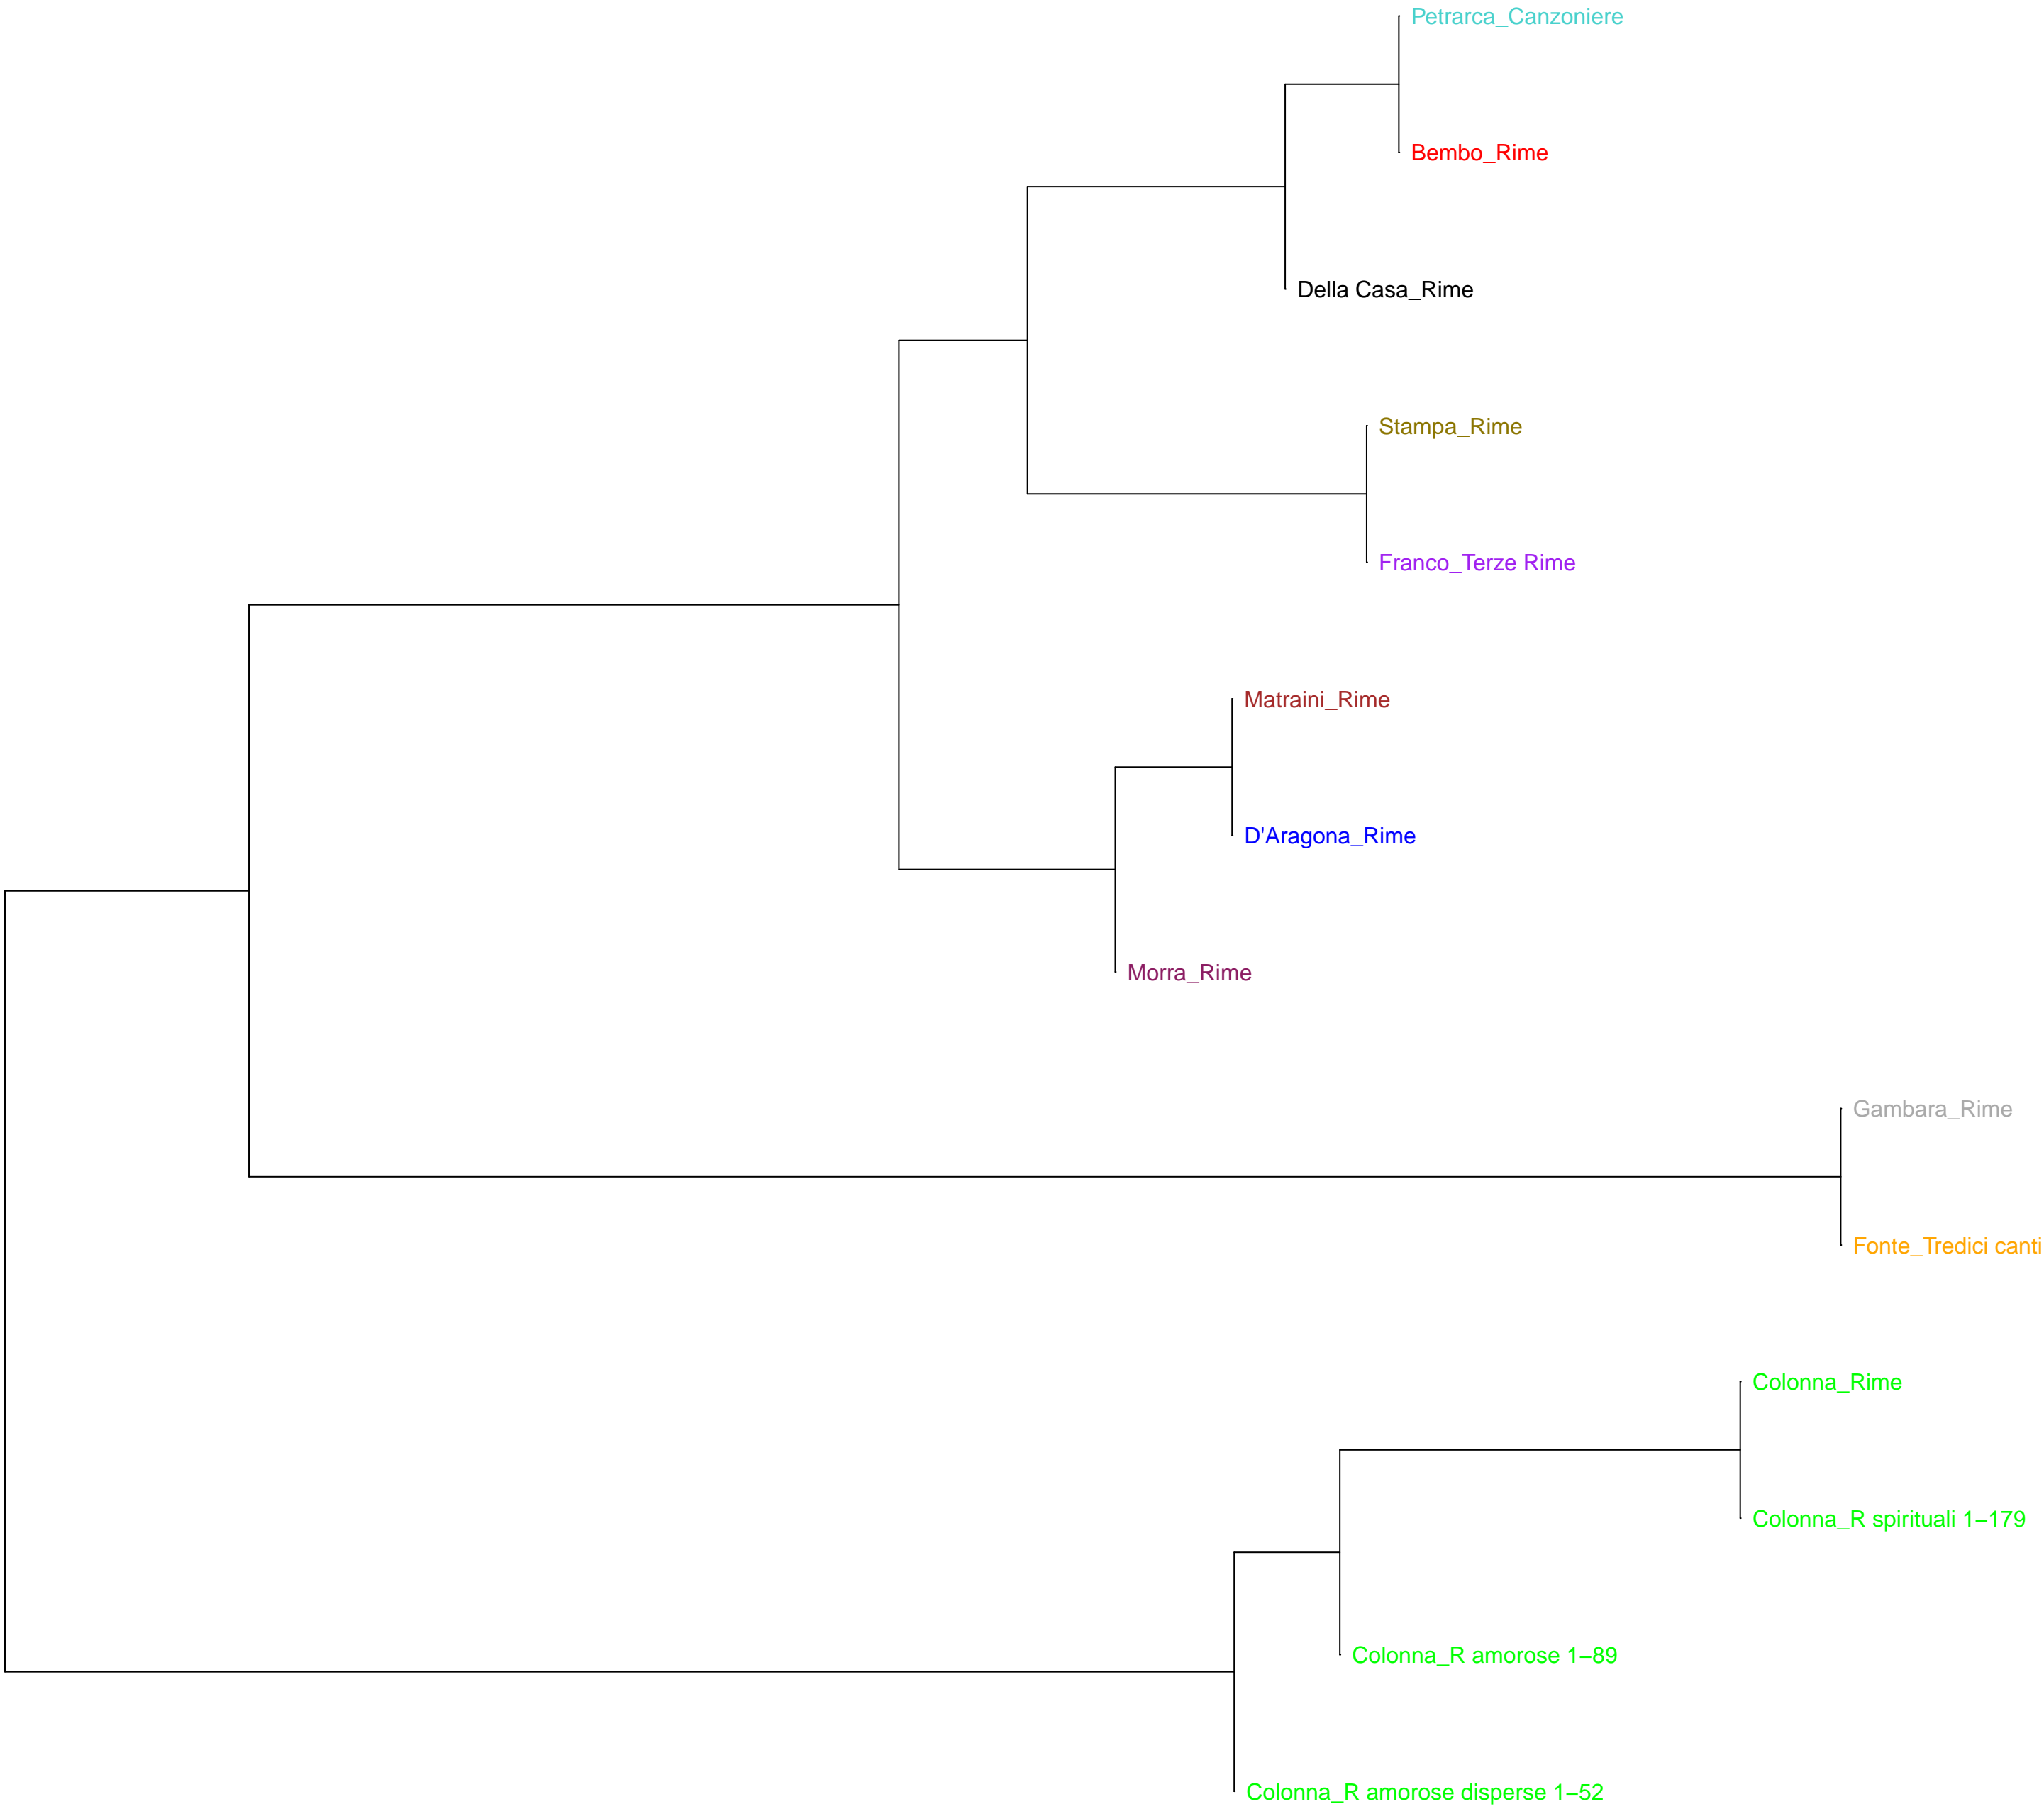 Petrarca_Canzoniere
Bembo_Rime
Della Casa_Rime
Stampa_Rime
Franco_Terze Rime
Matraini_Rime
D'Aragona_Rime
Morra_Rime
Gambara_Rime
Fonte_Tredici canti
Colonna_Rime
Colonna_R spirituali 1−179
Colonna_R amorose 1−89
Colonna_R amorose disperse 1−52